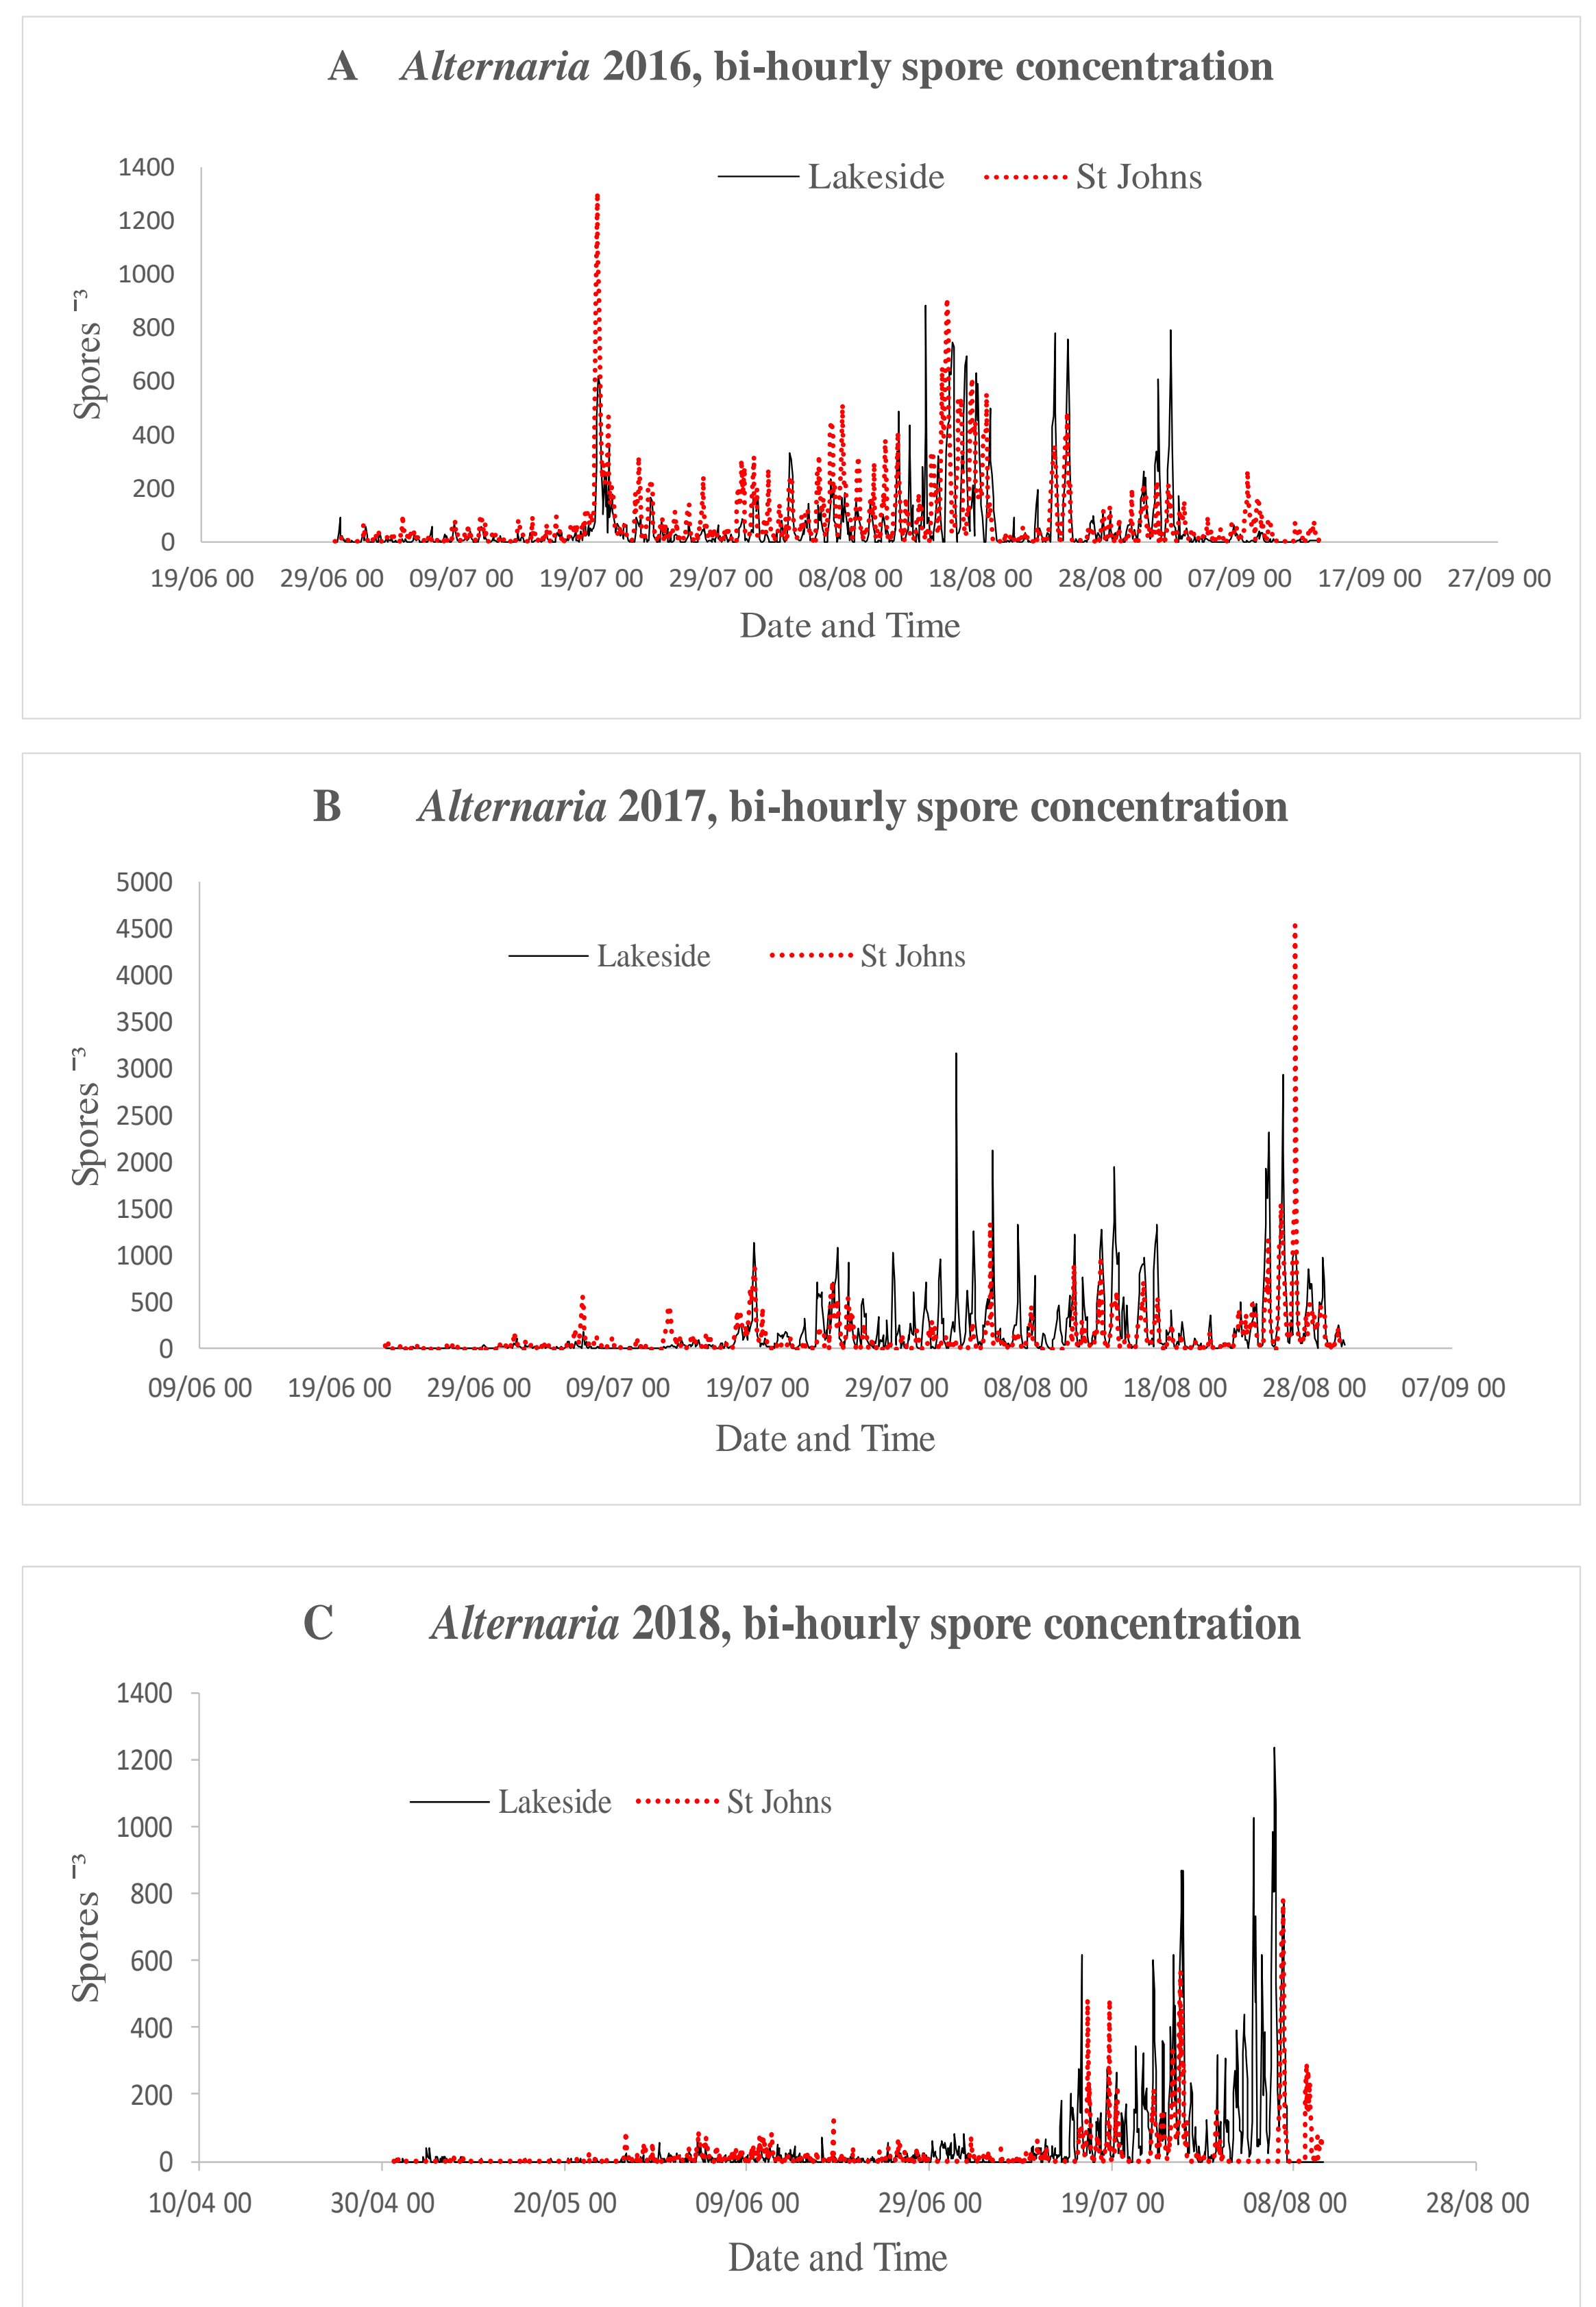 A Alternaria 2016, bi-hourly spore concentration
1400
1200
1000
800
600
400
200
0
Spores ⁻³
Lakeside St Johns
19/06 00 29/06 00 09/07 00 19/07 00 29/07 00 08/08 00 18/08 00 28/08 00 07/09 00 17/09 00 27/09 00
Date and Time
B Alternaria 2017, bi-hourly spore concentration
5000
4500
4000
3500
3000
2500
2000
1500
1000
500
0
Spores ⁻³
Lakeside St Johns
09/06 00 19/06 00 29/06 00 09/07 00 19/07 00 29/07 00 08/08 00 18/08 00 28/08 00 07/09 00
Date and Time
C Alternaria 2018, bi-hourly spore concentration
1400
1200
1000
800
600
400
200
0
Spores ⁻³
Lakeside St Johns
10/04 00 30/04 00 20/05 00 09/06 00 29/06 00 19/07 00 08/08 00 28/08 00
Date and Time